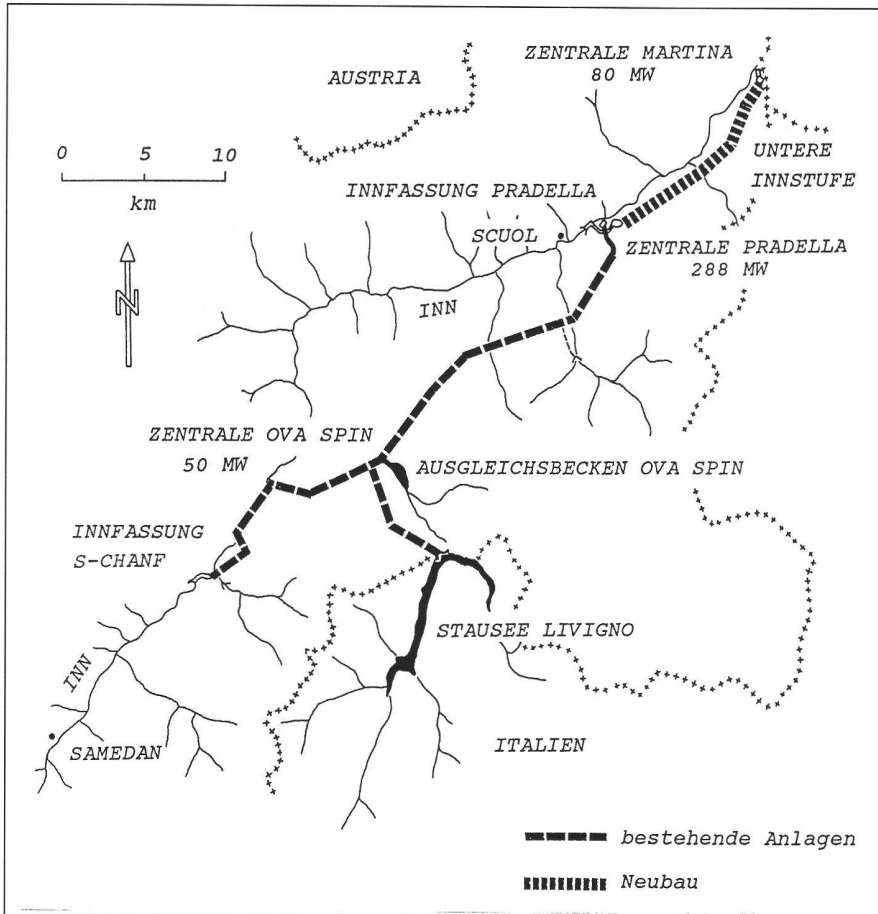 ZENTRALE MARTINA
80 MW
AUSTRIA
0 5 10
km
UNTERE
INNSTUFE
INNFASSUNG PRADELLA
SCUOL
ZENTRALE PRADELLA
288 MW
N
INN
ZENTRALE OVA SPIN
50 MW
AUSGLEICHSBECKEN OVA SPIN
INNFASSUNG
S-CHANF
STAUSEE LIVIGNO
INN
SAMEDAN
ITALIEN
bestehende Anlagen
Neubau